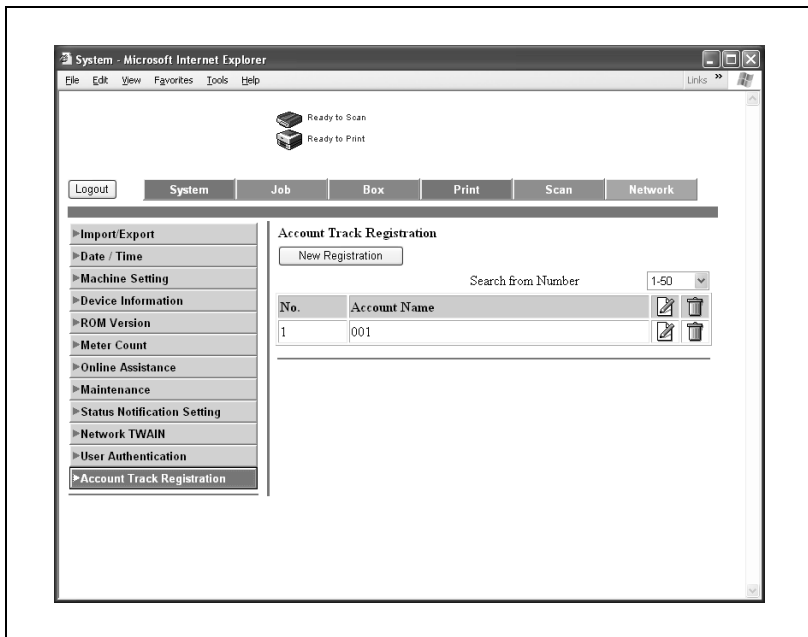 System - Microsoft Internet Explorer
File Edit View Favorites Tools Help Links »
Ready to Scan
Ready to Print
Logout System Job Box Print Scan Network
Import/Export
Date / Time
Machine Setting
Device Information
ROM Version
Meter Count
Online Assistance
Maintenance
Status Notification Setting
Network TWAIN
User Authentication
Account Track Registration
Account Track Registration
New Registration
Search from Number 1-50
No. Account Name
1 001